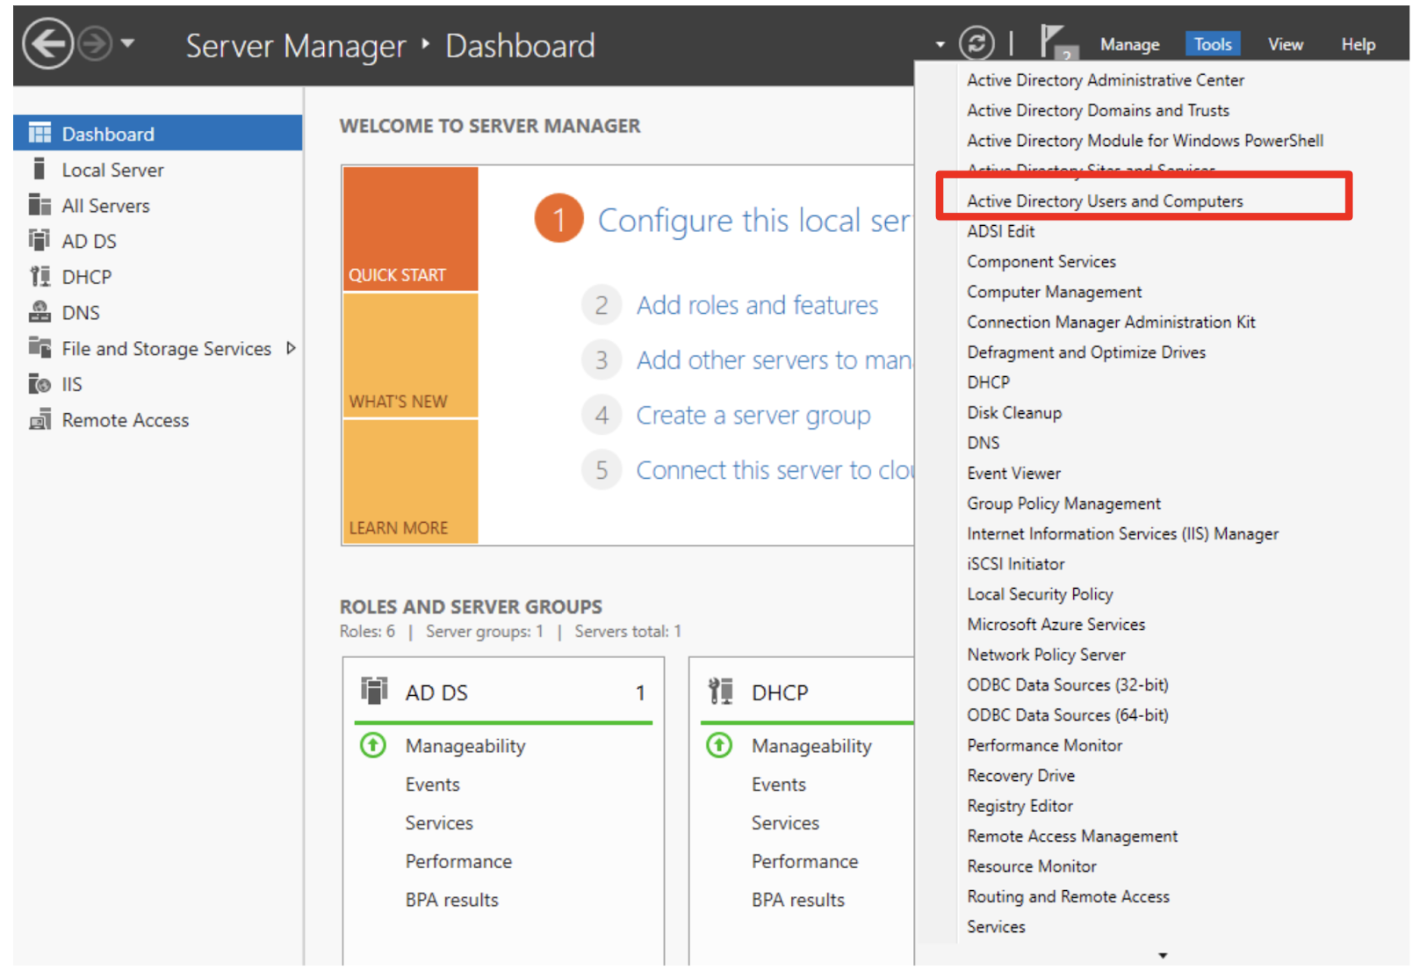 Server Manager ‣ Dashboard
2
Manage
Tools
View
Help
Dashboard
Local Server
All Servers
AD DS
DHCP
DNS
File and Storage Services
IIS
Remote Access
WELCOME TO SERVER MANAGER
QUICK START
WHAT'S NEW
LEARN MORE
1 Configure this local ser
2 Add roles and features
3 Add other servers to man
4 Create a server group
5 Connect this server to clou
ROLES AND SERVER GROUPS
Roles: 6 | Server groups: 1 | Servers total: 1
AD DS 1
Manageability
Events
Services
Performance
BPA results
DHCP
Manageability
Events
Services
Performance
BPA results
Active Directory Administrative Center
Active Directory Domains and Trusts
Active Directory Module for Windows PowerShell
Active Directory Sites and Services
Active Directory Users and Computers
ADSI Edit
Component Services
Computer Management
Connection Manager Administration Kit
Defragment and Optimize Drives
DHCP
Disk Cleanup
DNS
Event Viewer
Group Policy Management
Internet Information Services (IIS) Manager
iSCSI Initiator
Local Security Policy
Microsoft Azure Services
Network Policy Server
ODBC Data Sources (32-bit)
ODBC Data Sources (64-bit)
Performance Monitor
Recovery Drive
Registry Editor
Remote Access Management
Resource Monitor
Routing and Remote Access
Services